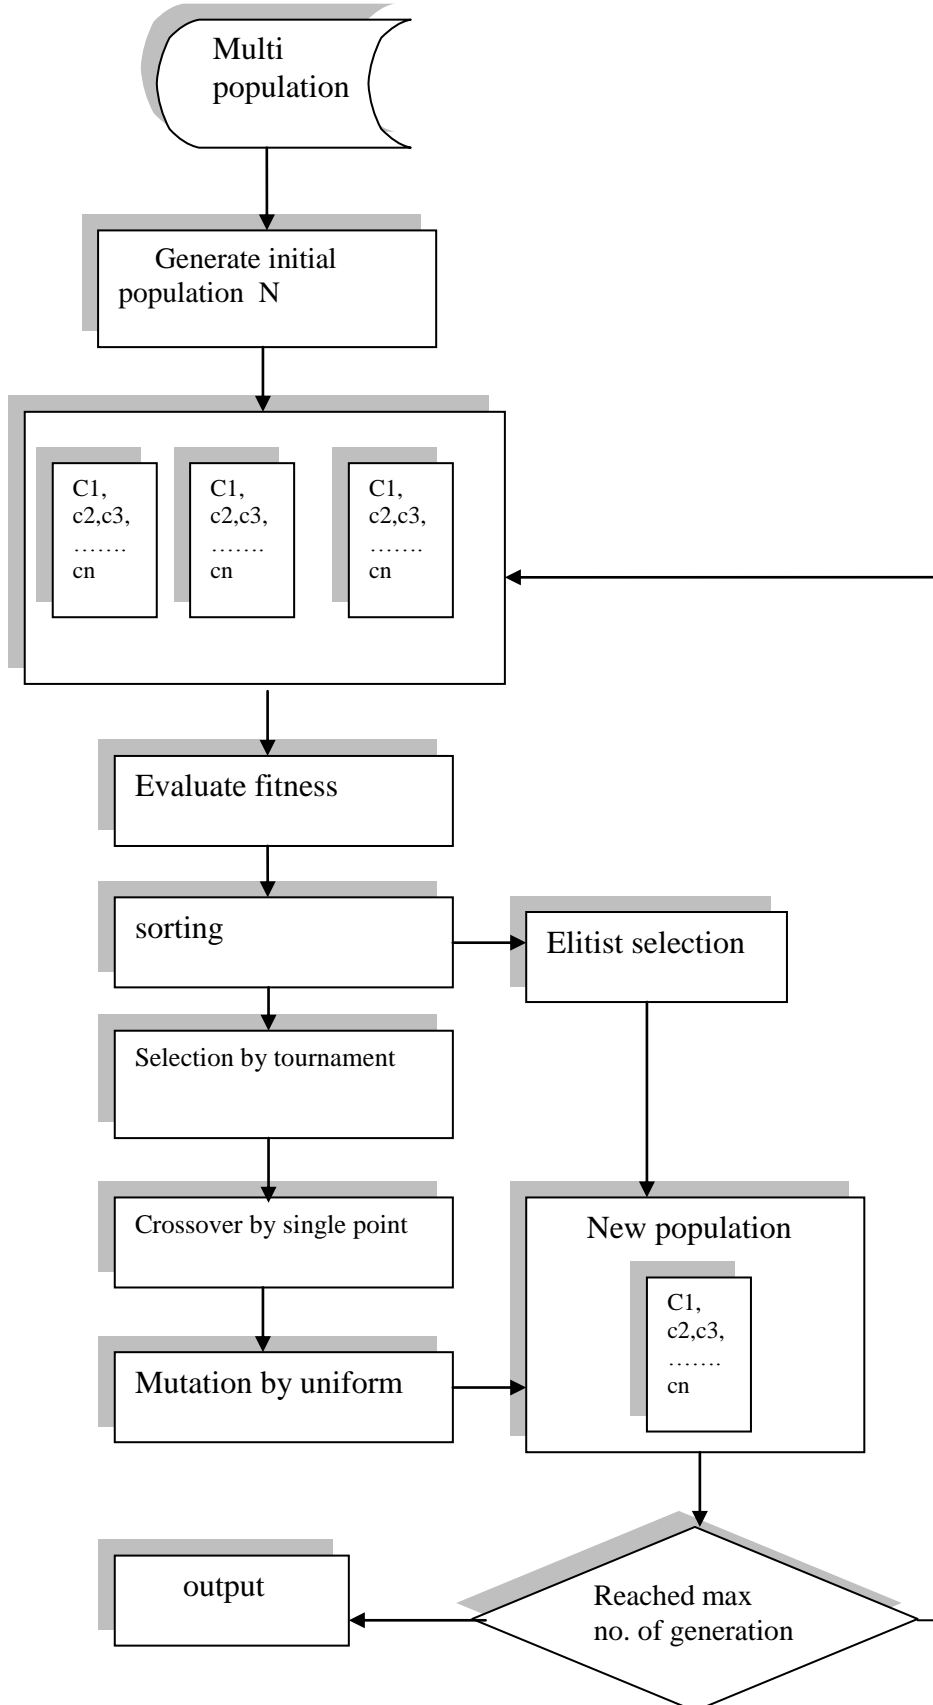 Multi
population
Generate initial
population N
C1,
c2,c3,
…….
cn
C1,
c2,c3,
…….
cn
C1,
c2,c3,
…….
cn
Evaluate fitness
sorting
Elitist selection
Selection by tournament
Crossover by single point
New population
C1,
c2,c3,
…….
cn
Mutation by uniform
output
Reached max
no. of generation